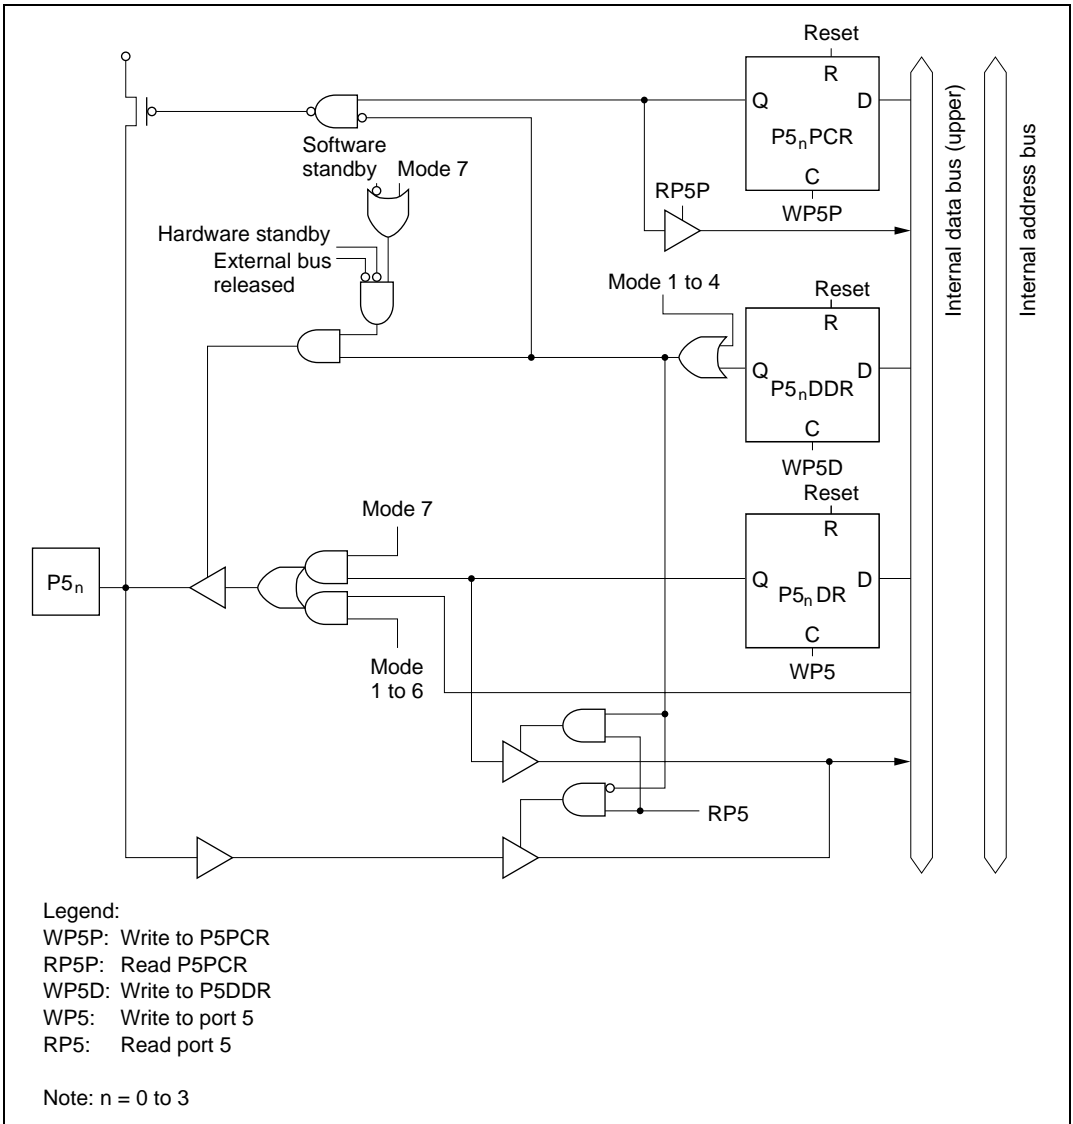 Reset
R
Q D
P5nPCR
C
WP5P
Internal data bus (upper)
Internal address bus
Software
standby
Mode 7
RP5P
Hardware standby
External bus
released
Mode 1 to 4
Reset
R
Q D
P5nDDR
C
WP5D
Reset
R
Q D
P5n DR
C
WP5
Mode 7
P5n
Mode
1 to 6
RP5
Legend:
WP5P: Write to P5PCR
RP5P: Read P5PCR
WP5D: Write to P5DDR
WP5: Write to port 5
RP5: Read port 5
Note: n = 0 to 3